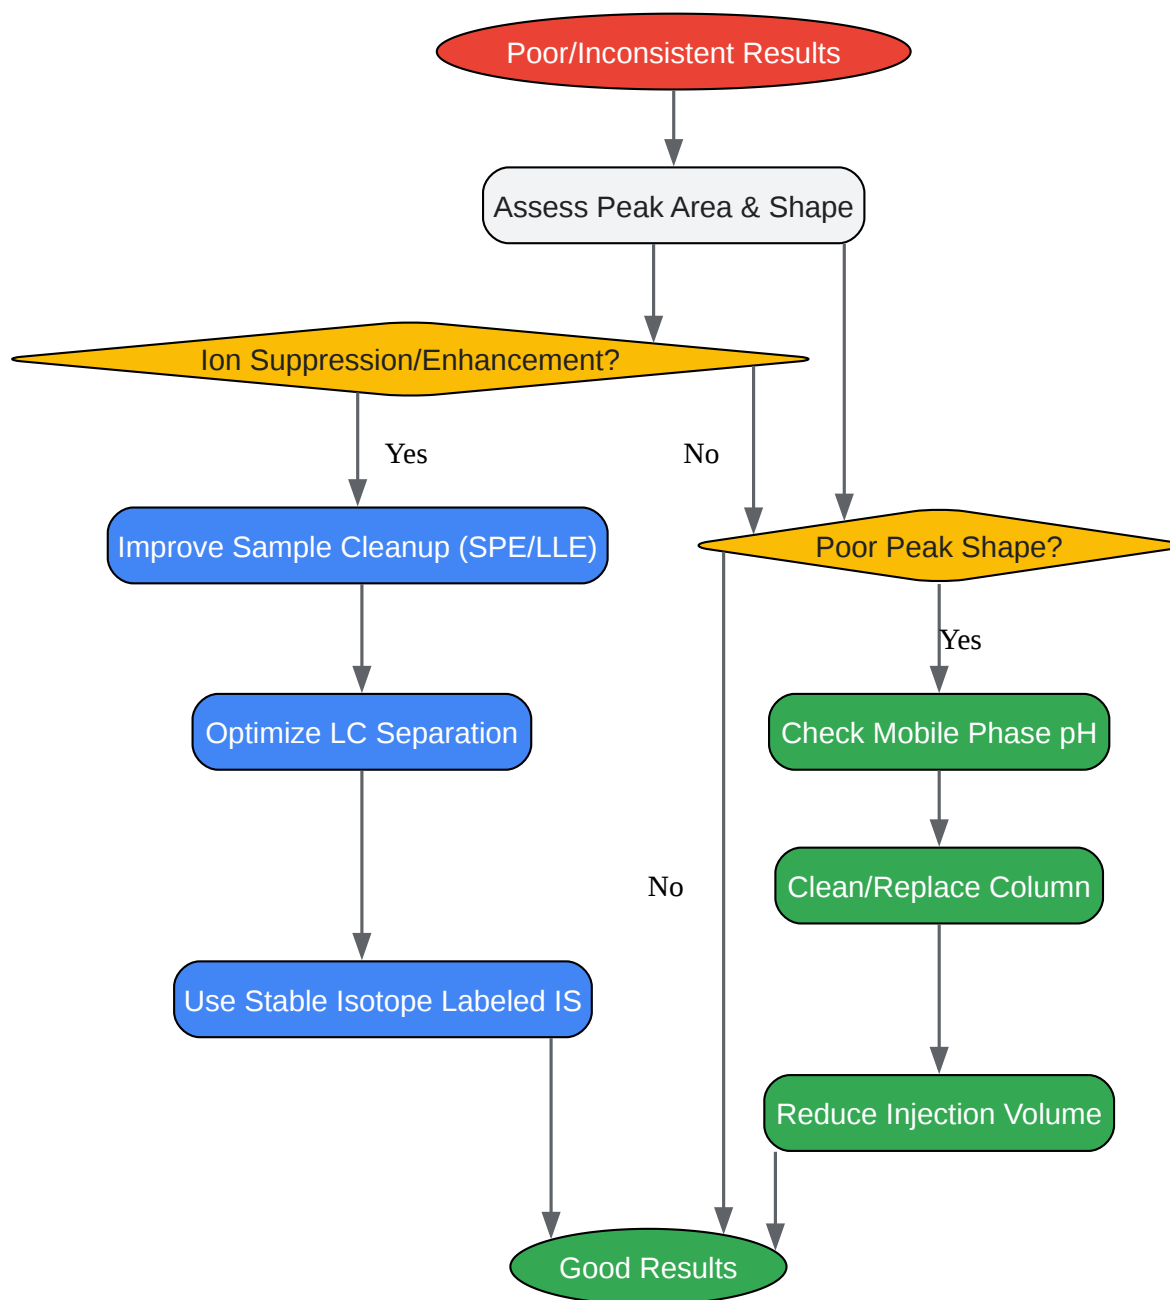 Poor/Inconsistent Results
Assess Peak Area & Shape
Ion Suppression/Enhancement?
Yes
No
Improve Sample Cleanup (SPE/LLE)
Poor Peak Shape?
Yes
Optimize LC Separation
Check Mobile Phase pH
No
Clean/Replace Column
Use Stable Isotope Labeled IS
Reduce Injection Volume
Good Results